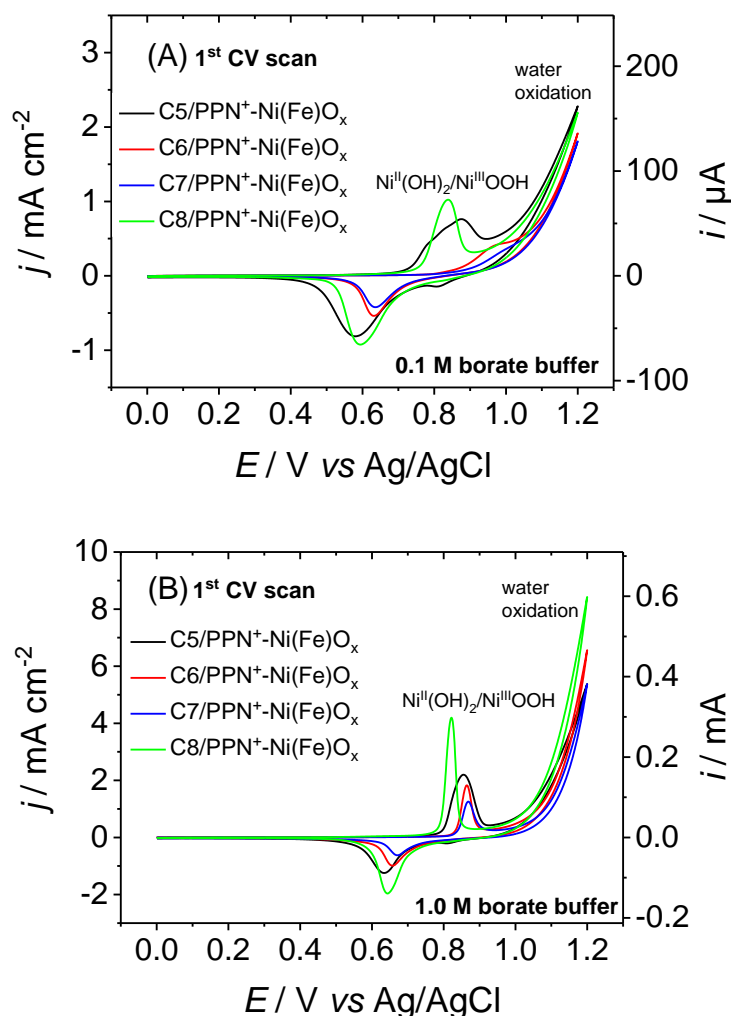 (A) 1st CV scan
water
oxidation
C5/PPN+-Ni(Fe)Ox
C6/PPN+-Ni(Fe)Ox
C7/PPN+-Ni(Fe)Ox
C8/PPN+-Ni(Fe)Ox
NiII(OH)2/NiIIIOOH
0.1 M borate buffer
3
2
1
0
-1
j / mA cm-2
200
100
0
-100
i / µA
0.0 0.2 0.4 0.6 0.8 1.0 1.2
E / V vs Ag/AgCl
(B) 1st CV scan
water
oxidation
C5/PPN+-Ni(Fe)Ox
C6/PPN+-Ni(Fe)Ox
C7/PPN+-Ni(Fe)Ox
C8/PPN+-Ni(Fe)Ox
NiII(OH)2/NiIIIOOH
1.0 M borate buffer
10
8
6
4
2
0
-2
j / mA cm-2
0.6
0.4
0.2
0.0
-0.2
i / mA
0.0 0.2 0.4 0.6 0.8 1.0 1.2
E / V vs Ag/AgCl